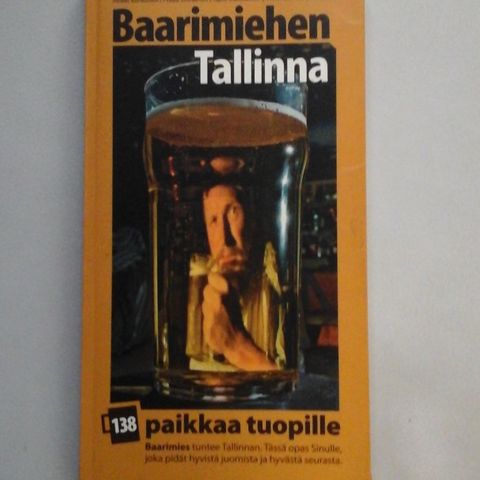 Baarimiehen
Tallinna
138 paikkaa tuopille
Baarimies tuntee Tallinnan. Tässä opas Sinulle,
joka pidät hyvistä juomista ja hyvästä seurasta.